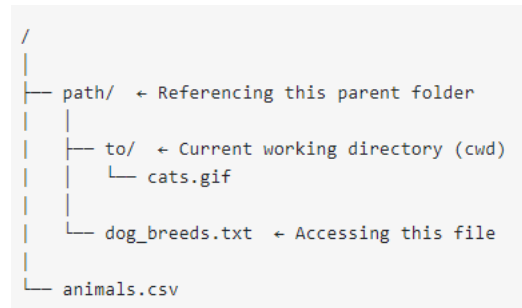 /
│
├── path/ ← Referencing this parent folder
│   │
│   ├── to/ ← Current working directory (cwd)
│   │   └── cats.gif
│   │
│   └── dog_breeds.txt ← Accessing this file
│
└── animals.csv